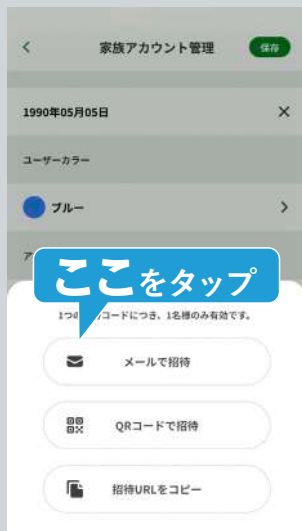 家族アカウント管理
保存
1990年05月05日
ユーザーカラー
ブルー
ア
ここをタップ
1つの コードにつき、1名様のみ有効です。
メールで招待
QRコードで招待
招待URLをコピー